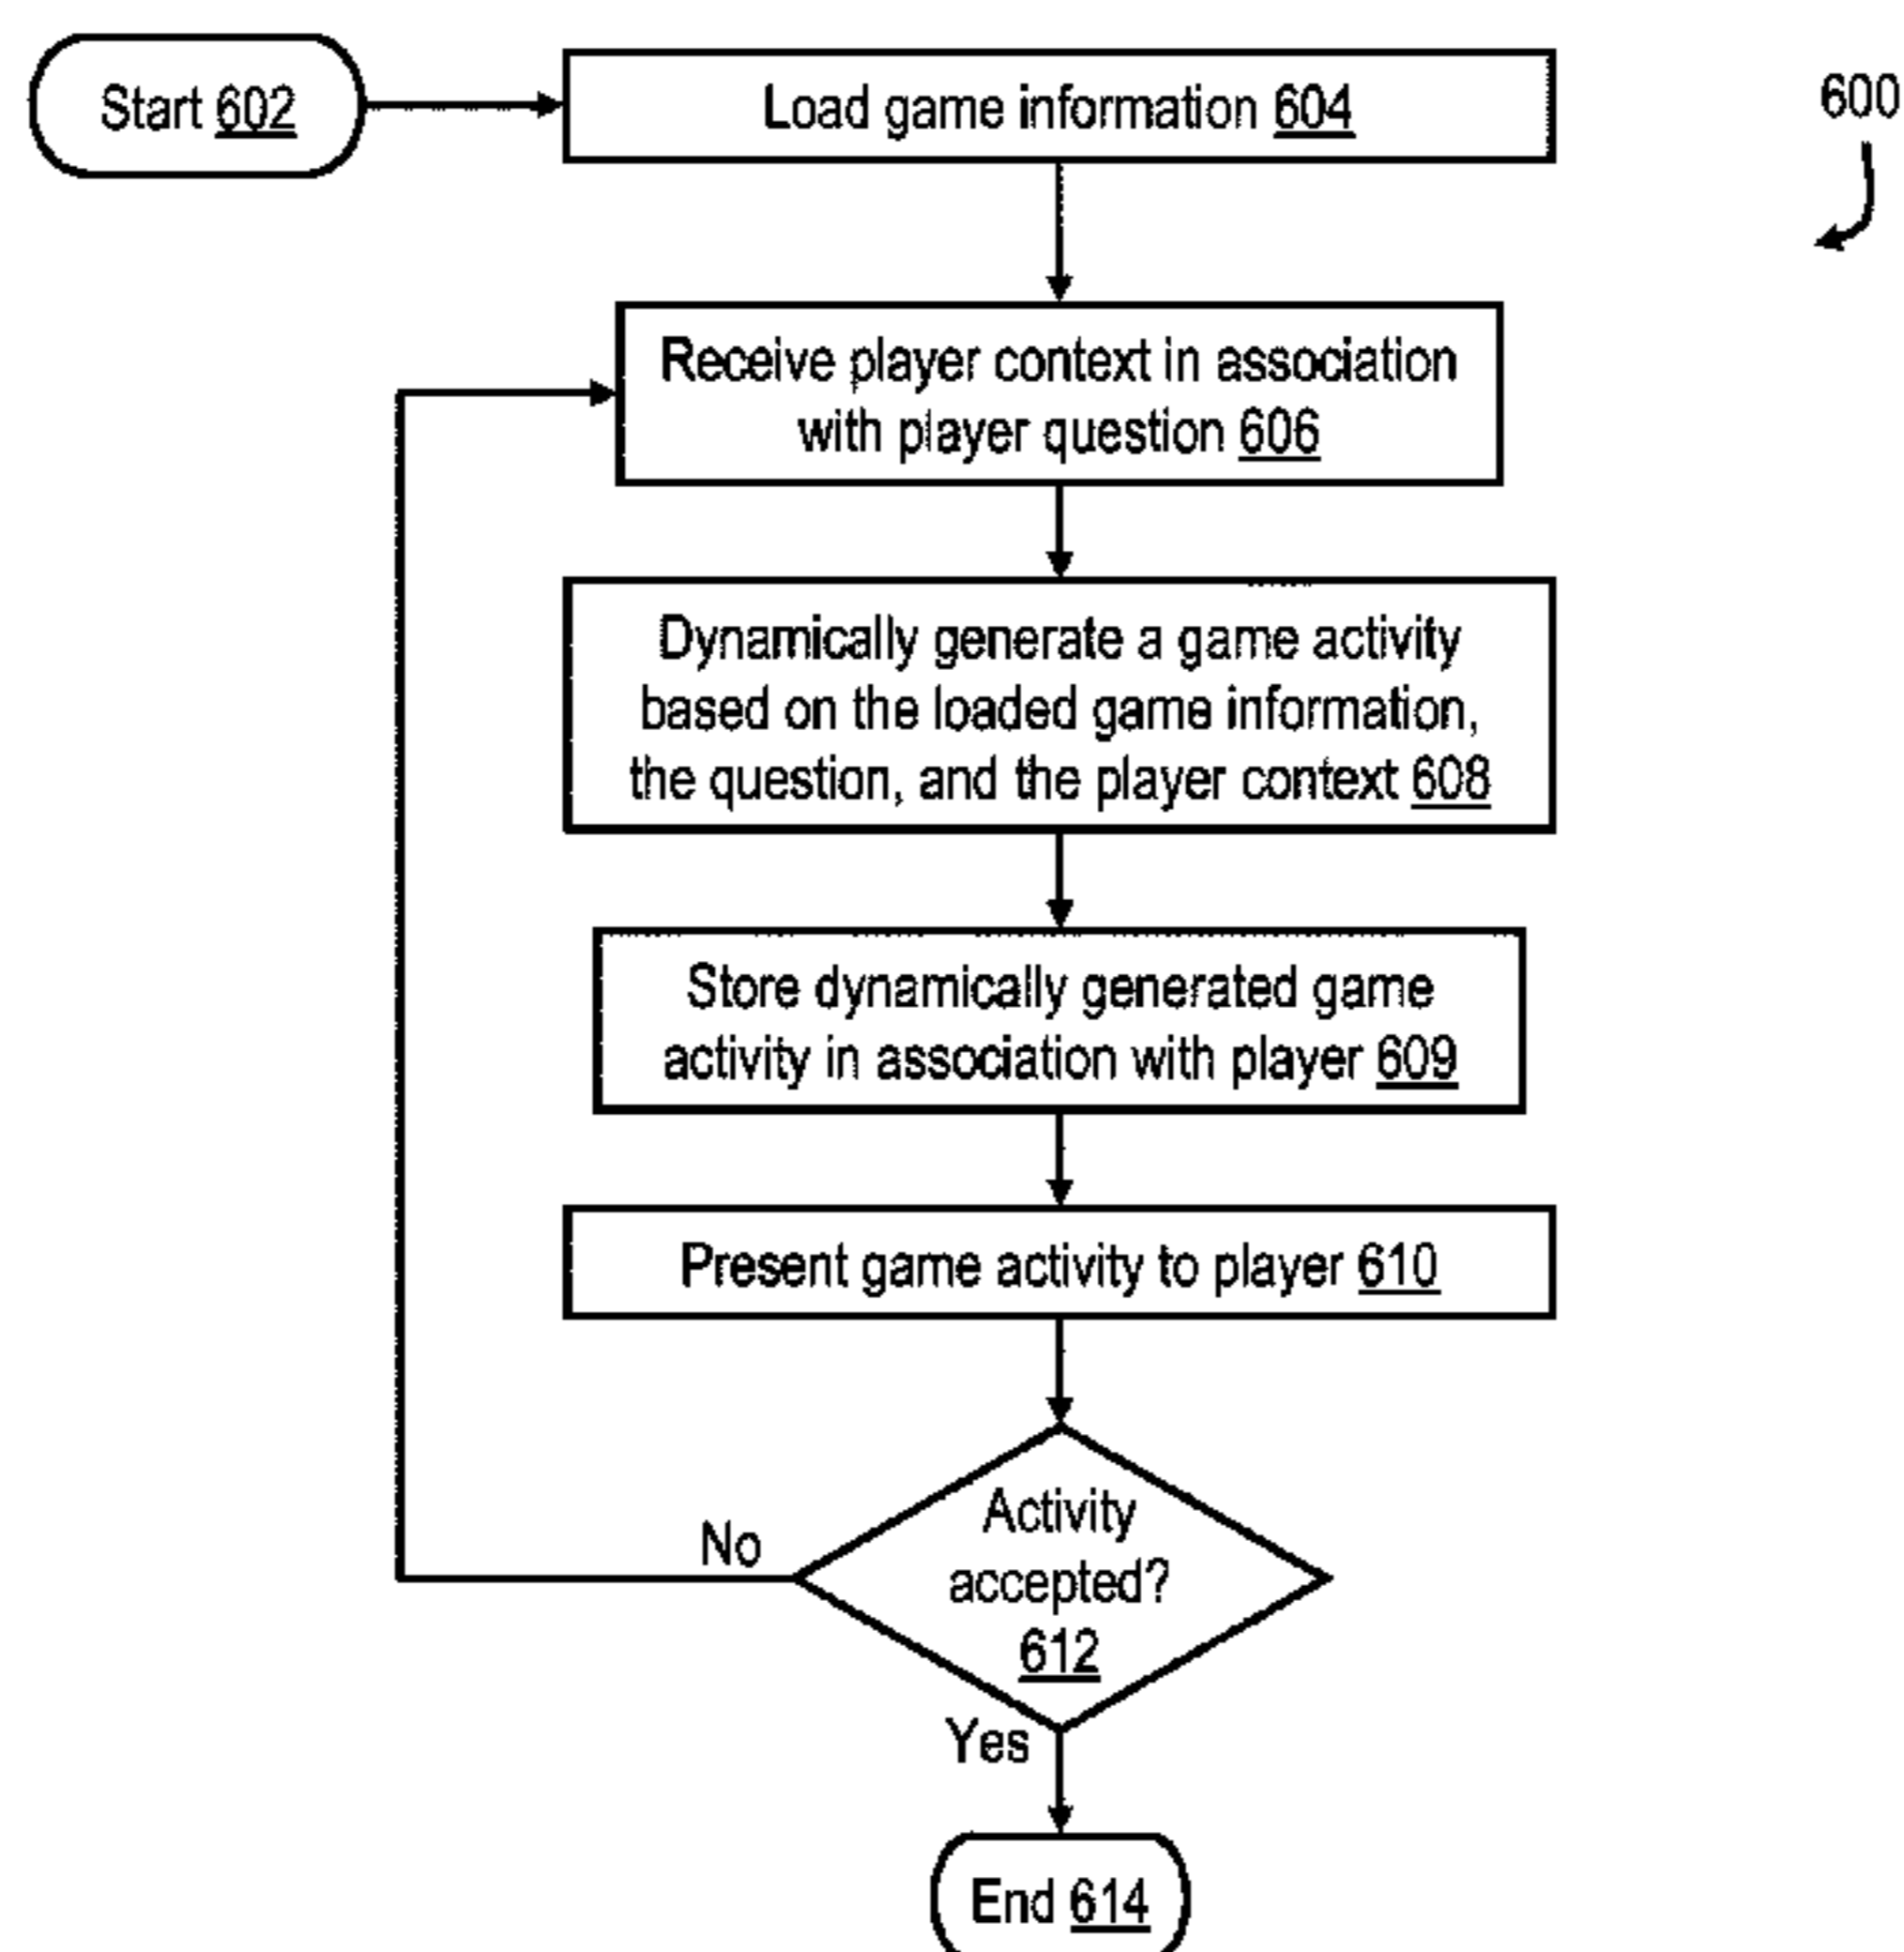 Start 602
Load game information 604
600
Receive player context in association
with player question 606
Dynamically generate a game activity
based on the loaded game information,
the question, and the player context 608
Store dynamically generated game
activity in association with player 609
Present game activity to player 610
Activity
accepted?
612
No
Yes
End 614